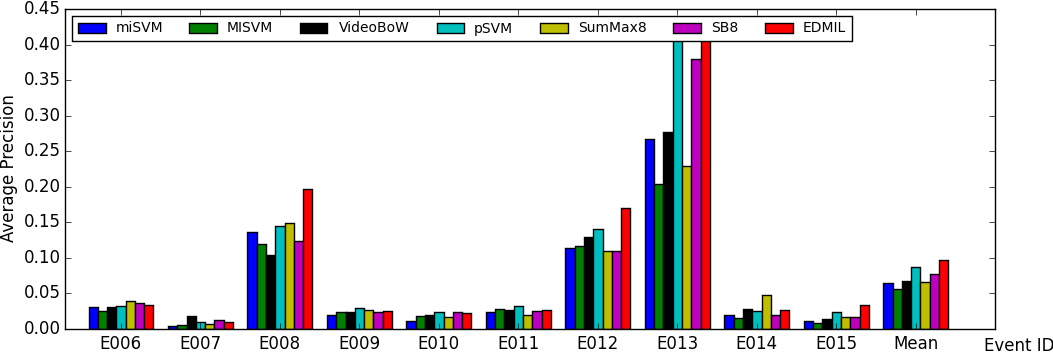 0.45
miSVM MISVM VideoBoW pSVM SumMax8 SB8 EDMIL
0.40
0.35
0.30
0.25
0.20
0.15
0.10
0.05
0.00
Average Precision
E006 E007 E008 E009 E010 E011 E012 E013 E014 E015 Mean
Event ID